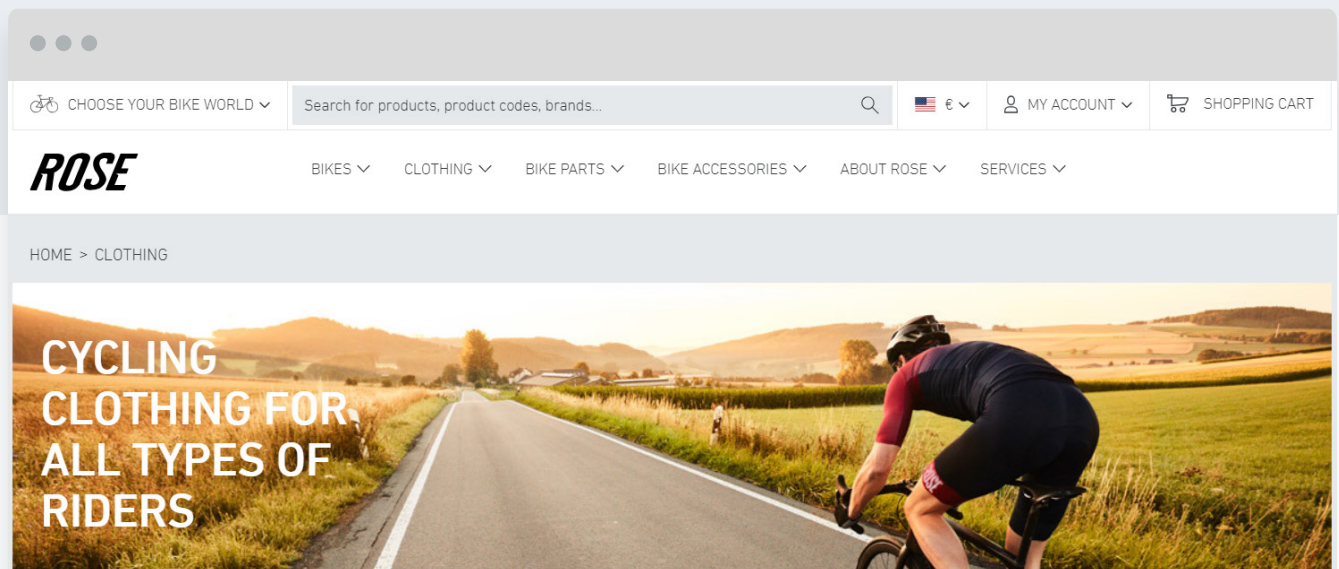 CHOOSE YOUR BIKE WORLD
Search for products, product codes, brands...
€
MY ACCOUNT
SHOPPING CART
ROSE
BIKES
CLOTHING
BIKE PARTS
BIKE ACCESSORIES
ABOUT ROSE
SERVICES
HOME > CLOTHING
CYCLING
CLOTHING FOR
ALL TYPES OF
RIDERS
ROSE